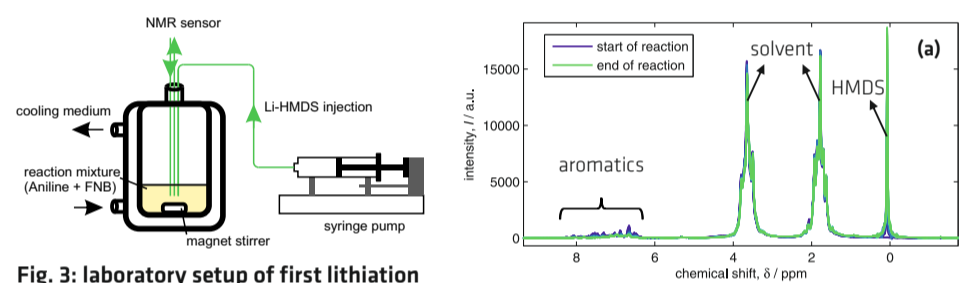 NMR sensor
cooling medium
Li-HMDS injection
reaction mixture
(Aniline + FNB)
magnet stirrer
syringe pump
Fig. 3: laboratory setup of first lithiation
start of reaction
end of reaction
(a)
solvent
HMDS
aromatics
intensity, I / a.u.
15000
10000
5000
0
8
6
4
2
0
chemical shift, δ / ppm